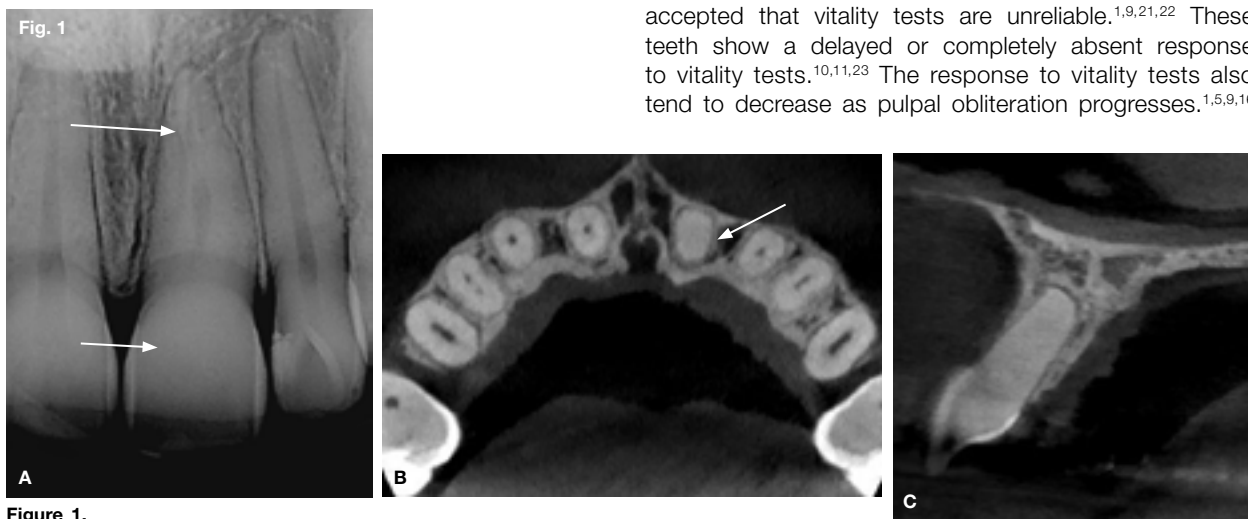 Fig. 1
accepted that vitality tests are unreliable.1,9,21,22 These
teeth show a delayed or completely absent response
to vitality tests.10,11,23 The response to vitality tests also
tend to decrease as pulpal obliteration progresses.1,5,9,16
A
B
C
Figure 1.